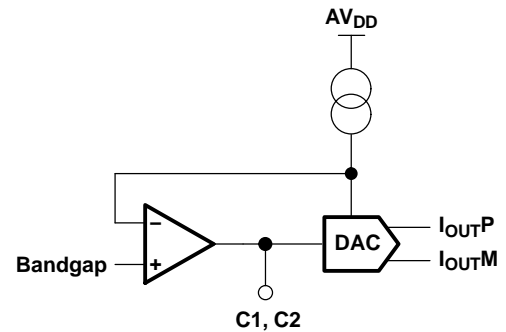 AVDD
−
DAC
IOUTP
Bandgap
+
IOUTM
C1, C2